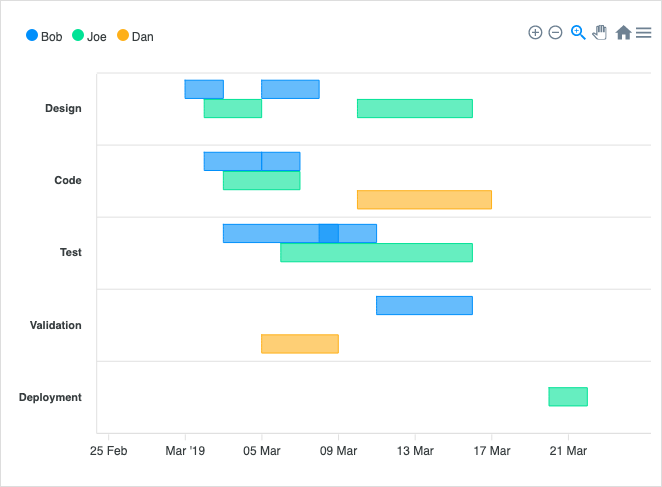 Bob Joe Dan
Design
Code
Test
Validation
Deployment
25 Feb Mar '19 05 Mar 09 Mar 13 Mar 17 Mar 21 Mar